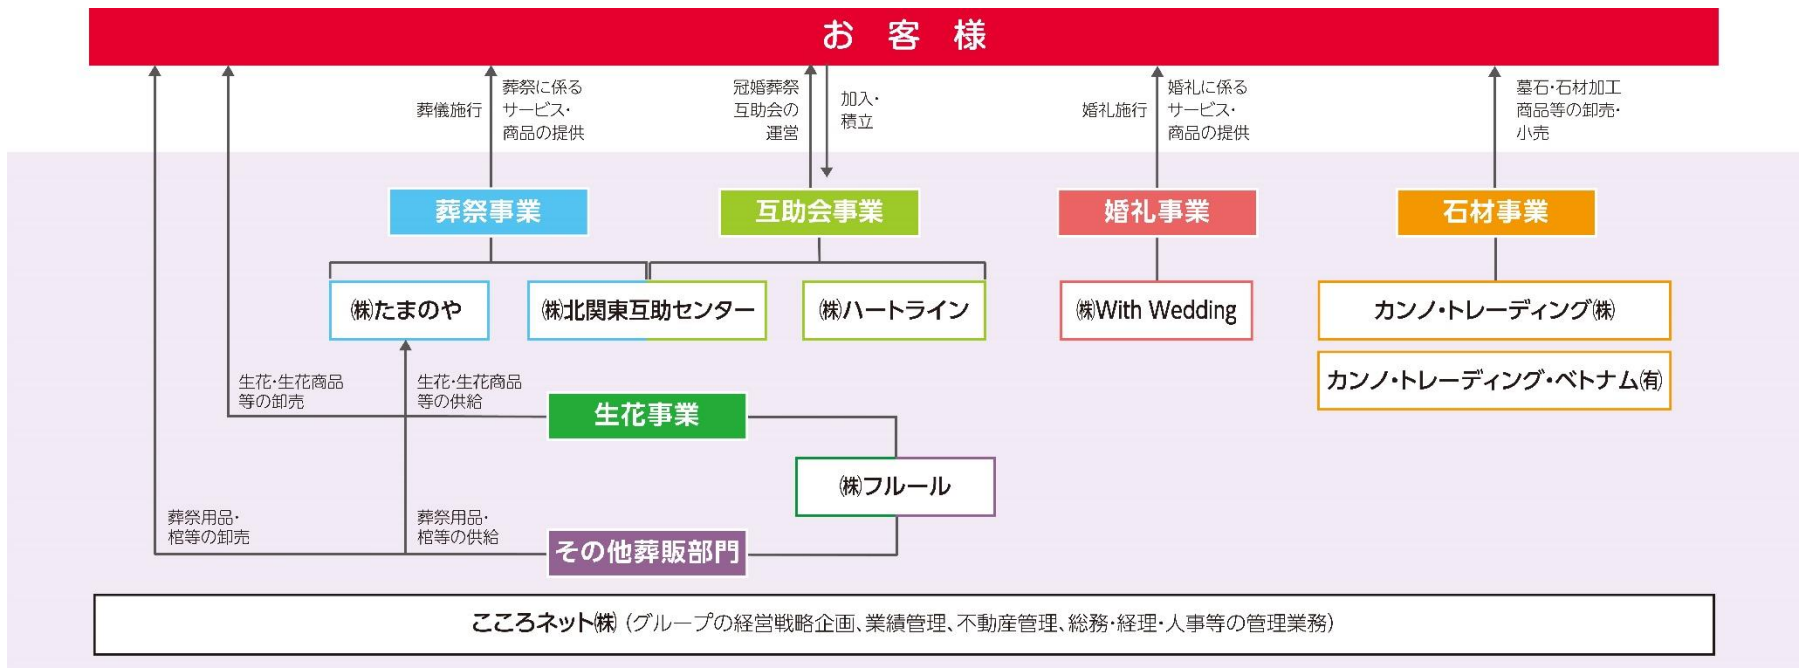 お 客 様
葬儀施行
葬祭に係る
サービス・
商品の提供
冠婚葬祭
互助会の
運営
加入・
積立
婚礼施行
婚礼に係る
サービス・
商品の提供
墓石・石材加工
商品等の卸売・
小売
葬祭事業
互助会事業
婚礼事業
石材事業
㈱たまのや
㈱北関東互助センター
㈱ハートライン
㈱With Wedding
カンノ・トレーディング㈱
カンノ・トレーディング・ベトナム㈲
生花・生花商品
等の卸売
生花・生花商品
等の供給
生花事業
㈱フルール
葬祭用品・
棺等の卸売
葬祭用品・
棺等の供給
その他葬販部門
こころネット㈱（グループの経営戦略企画、業績管理、不動産管理、総務・経理・人事等の管理業務）